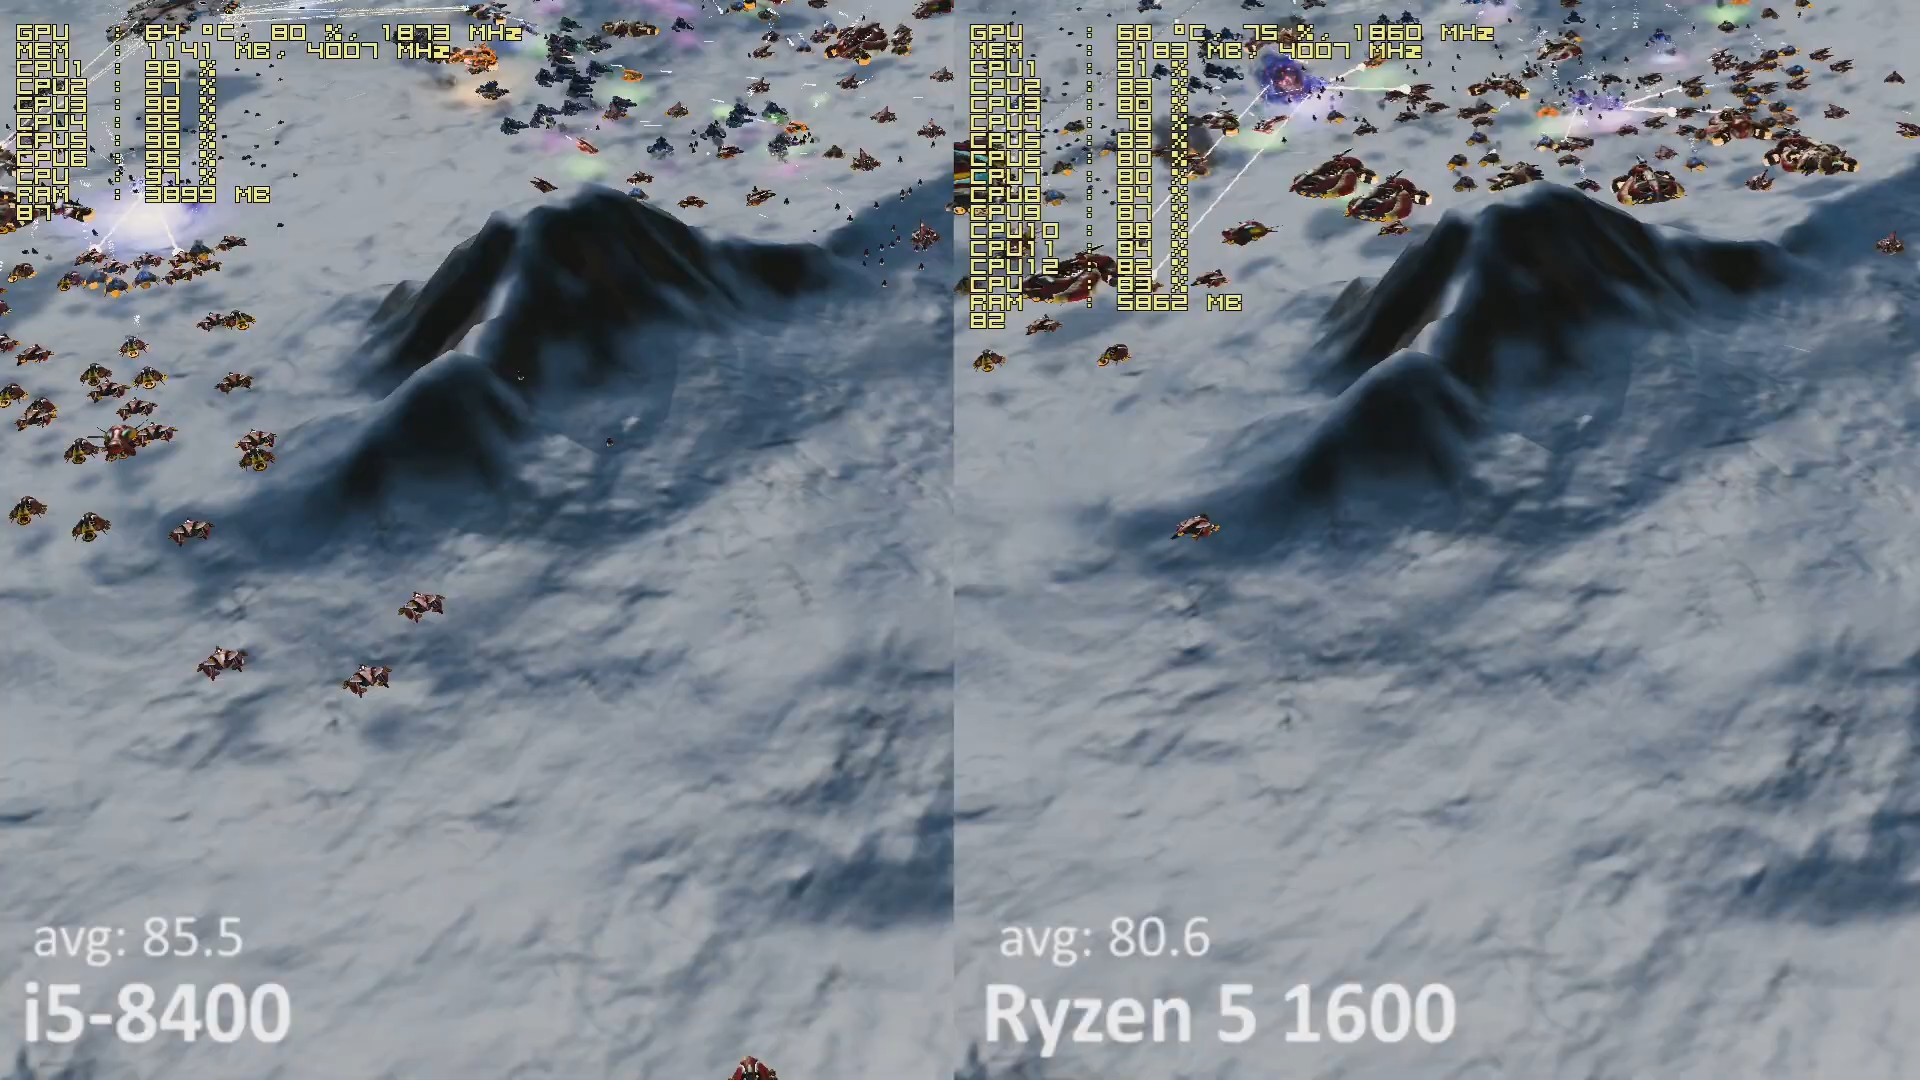 GPU : 64 °C, 80 %, 1873 MHz
MEM : 1141 MB, 4007 MHz
CPU1 : 98 %
CPU2 : 97 %
CPU3 : 98 %
CPU4 : 95 %
CPU5 : 98 %
CPU6 : 96 %
CPU : 97 %
RAM : 3899 MB
87
avg: 85.5
i5-8400
GPU : 68 °C, 75 %, 1860 MHz
MEM : 2183 MB, 4007 MHz
CPU1 : 91 %
CPU2 : 83 %
CPU3 : 80 %
CPU4 : 78 %
CPU5 : 83 %
CPU6 : 80 %
CPU7 : 80 %
CPU8 : 84 %
CPU9 : 87 %
CPU10 : 88 %
CPU11 : 84 %
CPU12 : 82 %
CPU : 83 %
RAM : 5862 MB
82
avg: 80.6
Ryzen 5 1600